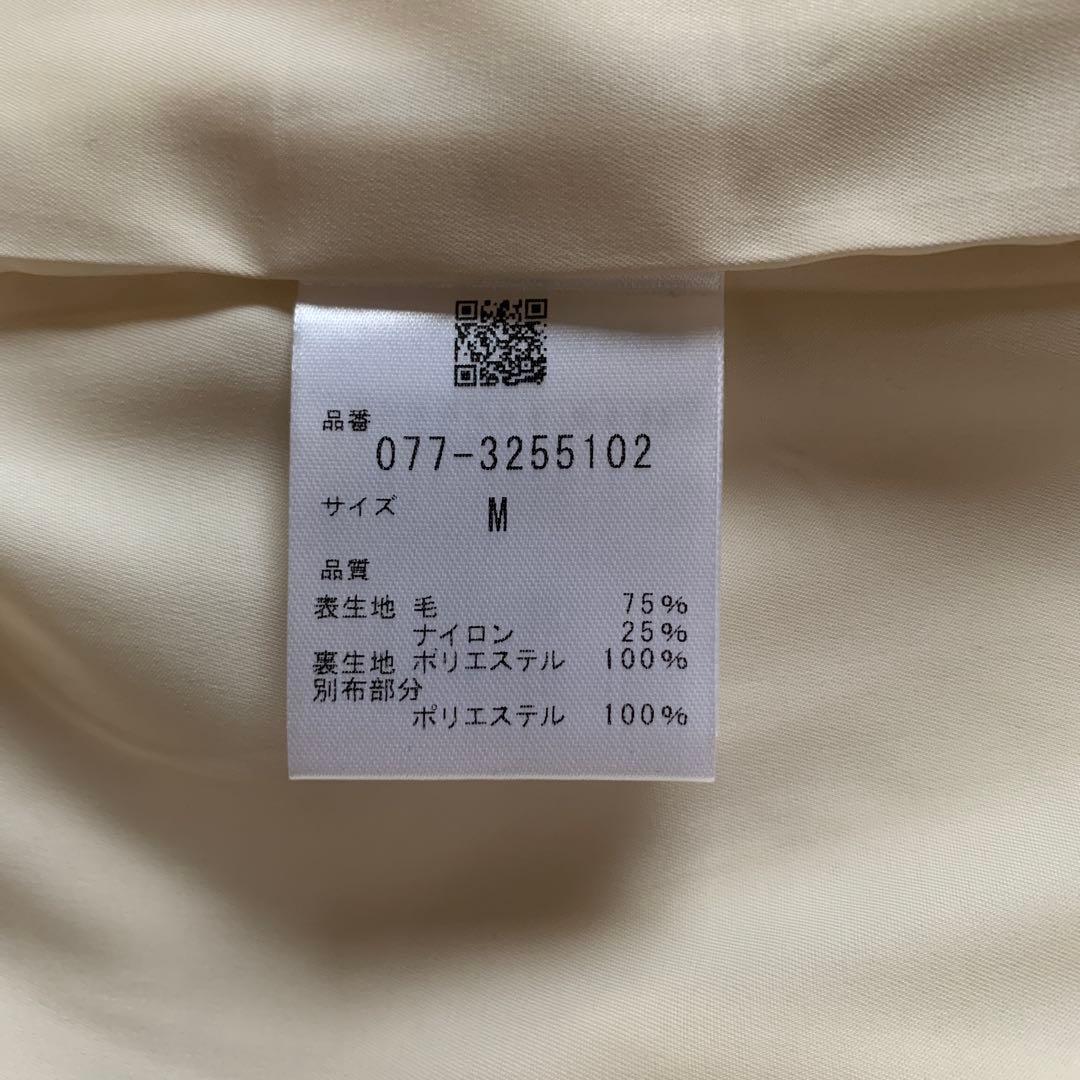 品番
077-3255102
サイズ M
品質
表生地 毛 75%
ナイロン 25%
裏生地 ポリエステル 100%
別布部分
ポリエステル 100%